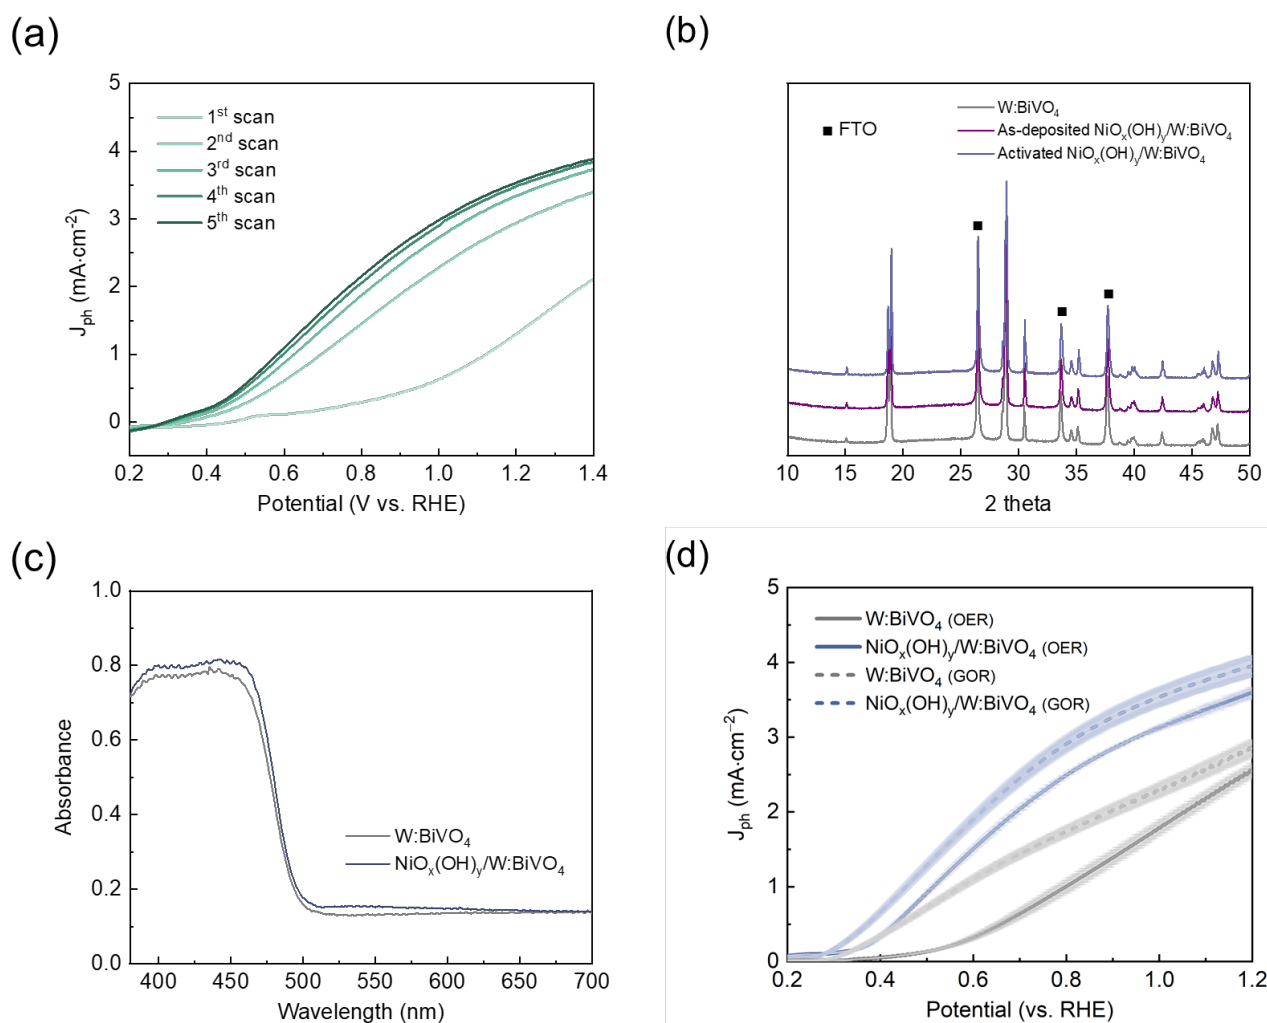 (a)
5
4
3
2
1
0
0.2 0.4 0.6 0.8 1.0 1.2 1.4
J_ph (mA·cm⁻²)
Potential (V vs. RHE)
1ˢᵗ scan
2ⁿᵈ scan
3ʳᵈ scan
4ᵗʰ scan
5ᵗʰ scan
(b)
■ FTO
W:BiVO₄
As-deposited NiOₓ(OH)ᵧ/W:BiVO₄
Activated NiOₓ(OH)ᵧ/W:BiVO₄
10 15 20 25 30 35 40 45 50
2 theta
(c)
1.0
0.8
0.6
0.4
0.2
0.0
400 450 500 550 600 650 700
Absorbance
Wavelength (nm)
W:BiVO₄
NiOₓ(OH)ᵧ/W:BiVO₄
(d)
5
4
3
2
1
0
0.2 0.4 0.6 0.8 1.0 1.2
J_ph (mA·cm⁻²)
Potential (vs. RHE)
W:BiVO₄ (OER)
NiOₓ(OH)ᵧ/W:BiVO₄ (OER)
W:BiVO₄ (GOR)
NiOₓ(OH)ᵧ/W:BiVO₄ (GOR)